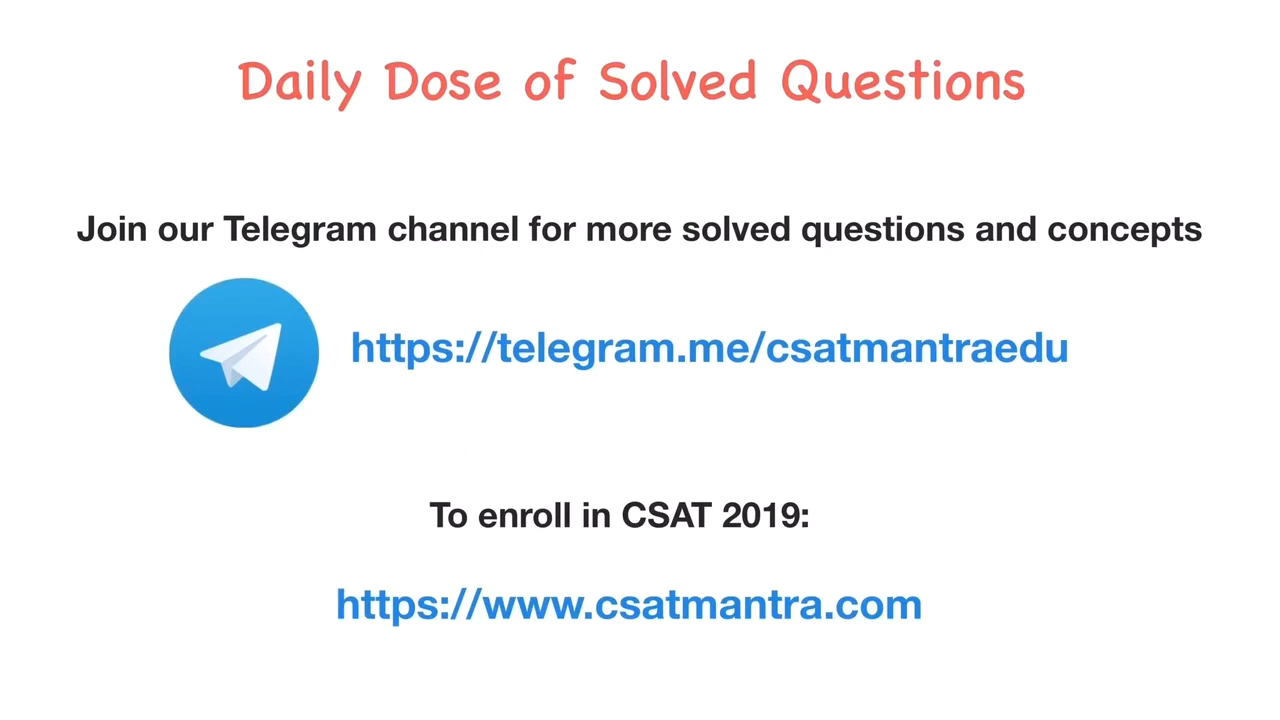 Daily Dose of Solved Questions
Join our Telegram channel for more solved questions and concepts
https://telegram.me/csatmantraedu
To enroll in CSAT 2019:
https://www.csatmantra.com